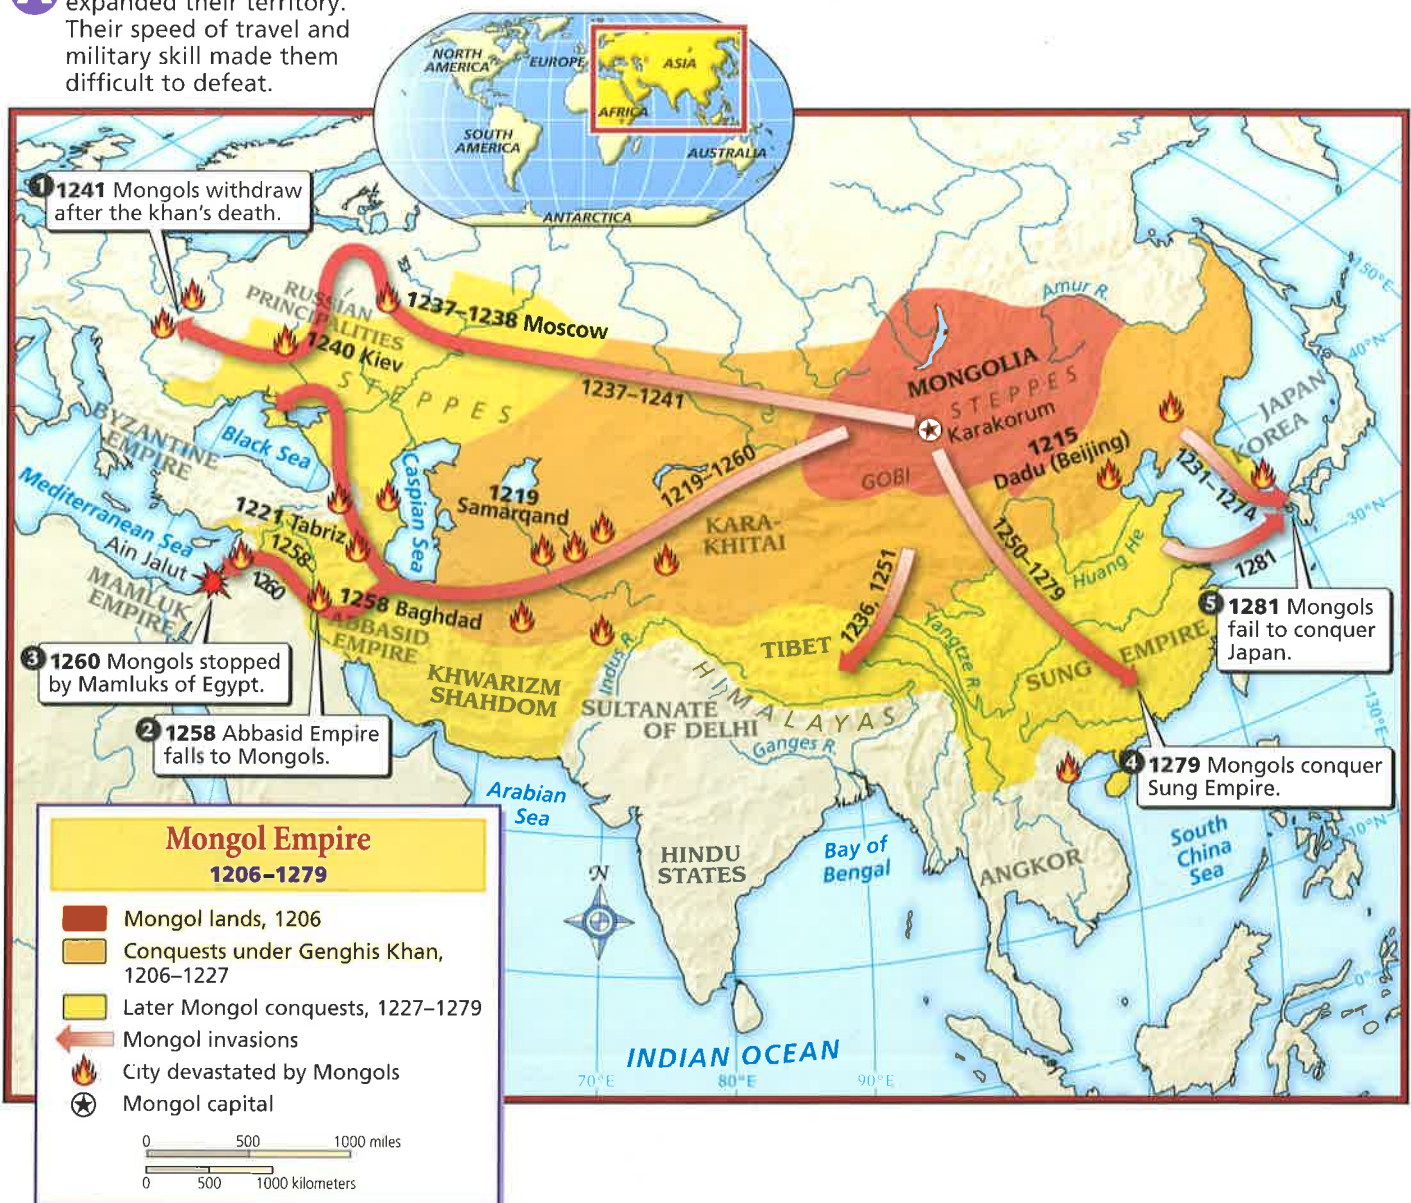 expanded their territory.
Their speed of travel and
military skill made them
difficult to defeat.
NORTH
AMERICA
EUROPE
ASIA
AFRICA
SOUTH
AMERICA
AUSTRALIA
ANTARCTICA
1 1241 Mongols withdraw
after the khan's death.
RUSSIAN
PRINCIPALITIES
1237–1238 Moscow
1240 Kiev
STEPPES
1237–1241
Amur R.
150°E
40°N
MONGOLIA
STEPPES
Karakorum
GOBI
1215
Dadu (Beijing)
JAPAN
KOREA
1231–1274
30°N
BYZANTINE
EMPIRE
Black Sea
Caspian Sea
Mediterranean Sea
1219
Samarqand
1219–1260
KARA-
KHITAI
1221 Tabriz
1258
Ain Jalut
1260
MAMLUK
EMPIRE
1258 Baghdad
ABBASID
EMPIRE
1236, 1251
1250–1279
Huang He
1281
5 1281 Mongols
fail to conquer
Japan.
3 1260 Mongols stopped
by Mamluks of Egypt.
KHWARIZM
SHAHDOM
Indus R.
TIBET
Yangtze R.
SUNG EMPIRE
HIMALAYAS
SULTANATE
OF DELHI
Ganges R.
130°E
2 1258 Abbasid Empire
falls to Mongols.
4 1279 Mongols conquer
Sung Empire.
Arabian
Sea
HINDU
STATES
Bay of
Bengal
ANGKOR
South
China
Sea
10°N
N
0°
INDIAN OCEAN
70°E
80°E
90°E
Mongol Empire
1206–1279
Mongol lands, 1206
Conquests under Genghis Khan,
1206–1227
Later Mongol conquests, 1227–1279
Mongol invasions
City devastated by Mongols
Mongol capital
0 500 1000 miles
0 500 1000 kilometers